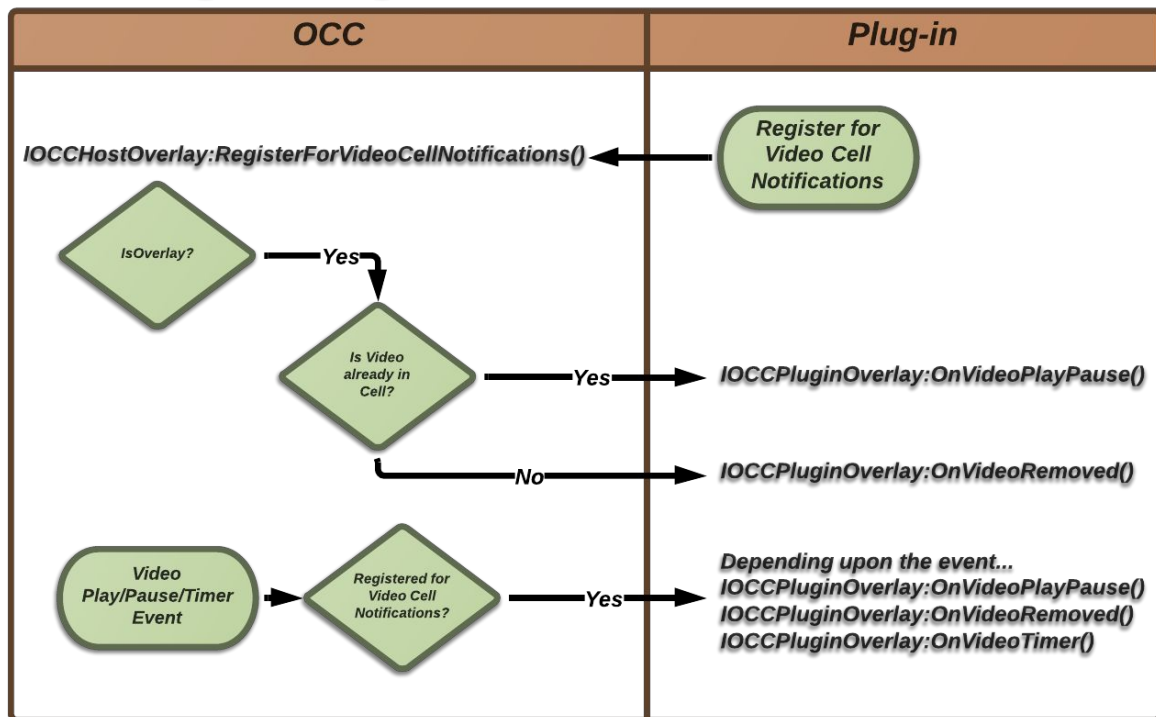 OCC
Plug-in
Register for
Video Cell
Notifications
IOCCHostOverlay:RegisterForVideoCellNotifications()
IsOverlay?
Yes
Is Video
already in
Cell?
Yes
IOCCPluginOverlay:OnVideoPlayPause()
No
IOCCPluginOverlay:OnVideoRemoved()
Video
Play/Pause/Timer
Event
Registered for
Video Cell
Notifications?
Yes
Depending upon the event...
IOCCPluginOverlay:OnVideoPlayPause()
IOCCPluginOverlay:OnVideoRemoved()
IOCCPluginOverlay:OnVideoTimer()